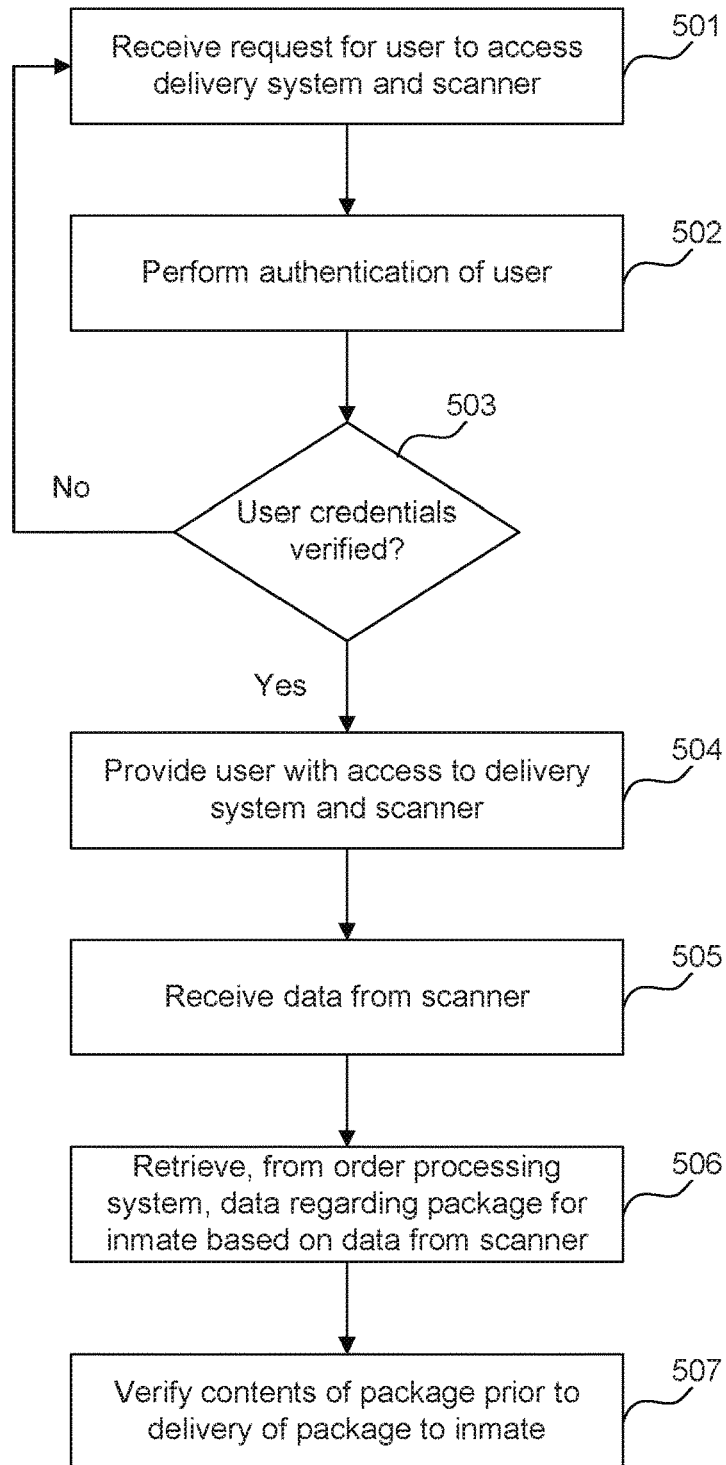 Receive request for user to access
delivery system and scanner
501
Perform authentication of user
502
503
User credentials
verified?
No
Yes
Provide user with access to delivery
system and scanner
504
Receive data from scanner
505
Retrieve, from order processing
system, data regarding package for
inmate based on data from scanner
506
Verify contents of package prior to
delivery of package to inmate
507